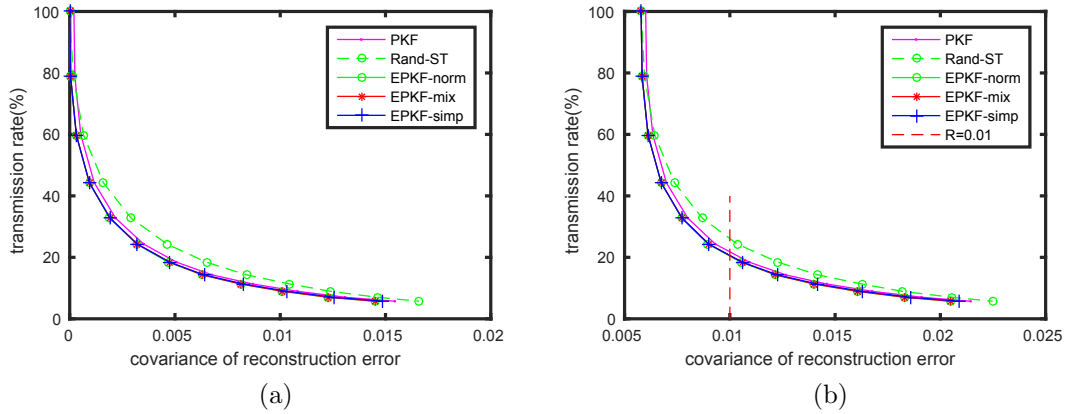 100
80
60
40
20
0
transmission rate(%)
0
0.005
0.01
0.015
0.02
covariance of reconstruction error
PKF
Rand-ST
EPKF-norm
EPKF-mix
EPKF-simp
(a)
100
80
60
40
20
0
transmission rate(%)
0.005
0.01
0.015
0.02
0.025
covariance of reconstruction error
PKF
Rand-ST
EPKF-norm
EPKF-mix
EPKF-simp
R=0.01
(b)